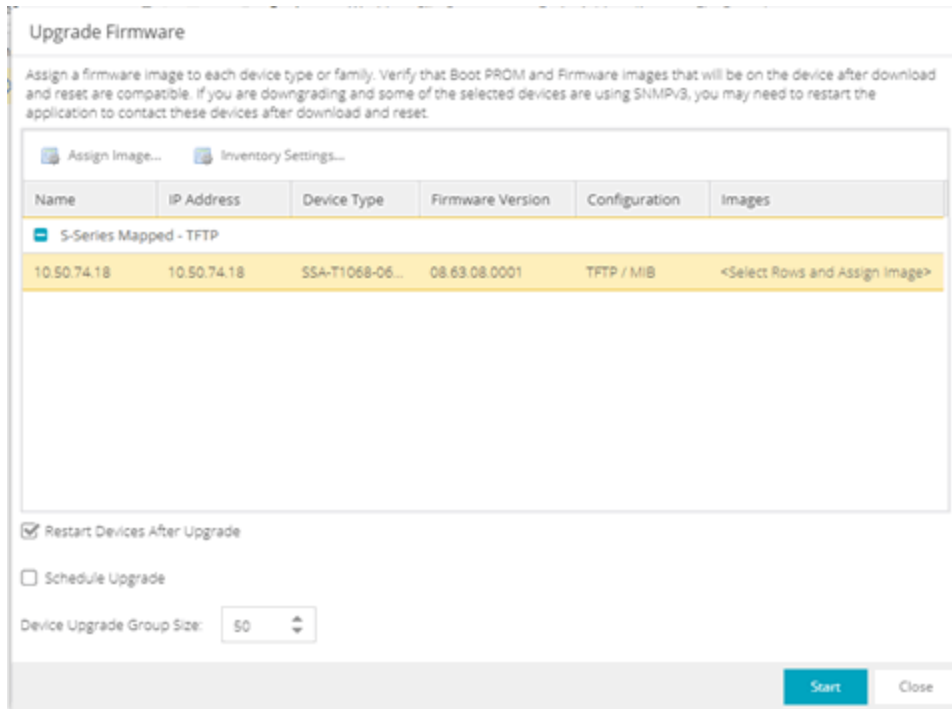 Upgrade Firmware
Assign a firmware image to each device type or family. Verify that Boot PROM and Firmware images that will be on the device after download
and reset are compatible. If you are downgrading and some of the selected devices are using SNMPv3, you may need to restart the
application to contact these devices after download and reset.
Assign Image... Inventory Settings...
Name IP Address Device Type Firmware Version Configuration Images
S-Series Mapped - TFTP
10.50.74.18 10.50.74.18 SSA-T1068-06... 08.63.08.0001 TFTP / MIB <Select Rows and Assign Image>
Restart Devices After Upgrade
Schedule Upgrade
Device Upgrade Group Size: 50
Start Close